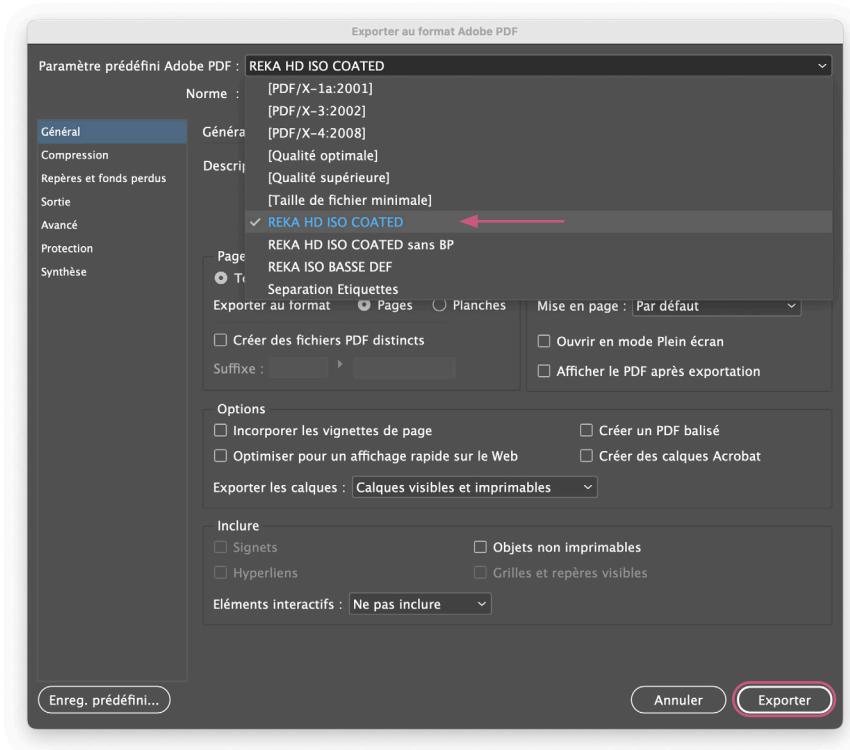 Exporter au format Adobe PDF
Paramètre prédéfini Adobe PDF : REKA HD ISO COATED
Norme :
[PDF/X-1a:2001]
[PDF/X-3:2002]
[PDF/X-4:2008]
[Qualité optimale]
[Qualité supérieure]
[Taille de fichier minimale]
REKA HD ISO COATED
REKA HD ISO COATED sans BP
REKA ISO BASSE DEF
Separation Etiquettes
Général
Compression
Repères et fonds perdus
Sortie
Avancé
Protection
Synthèse
Généra
Descrip
Page
Exporter au format Pages Planches
Mise en page : Par défaut
Créer des fichiers PDF distincts
Suffixe :
Ouvrir en mode Plein écran
Afficher le PDF après exportation
Options
Incorporer les vignettes de page
Créer un PDF balisé
Optimiser pour un affichage rapide sur le Web
Créer des calques Acrobat
Exporter les calques : Calques visibles et imprimables
Inclure
Signets
Objets non imprimables
Hyperliens
Grilles et repères visibles
Eléments interactifs : Ne pas inclure
Enreg. prédéfini...
Annuler
Exporter